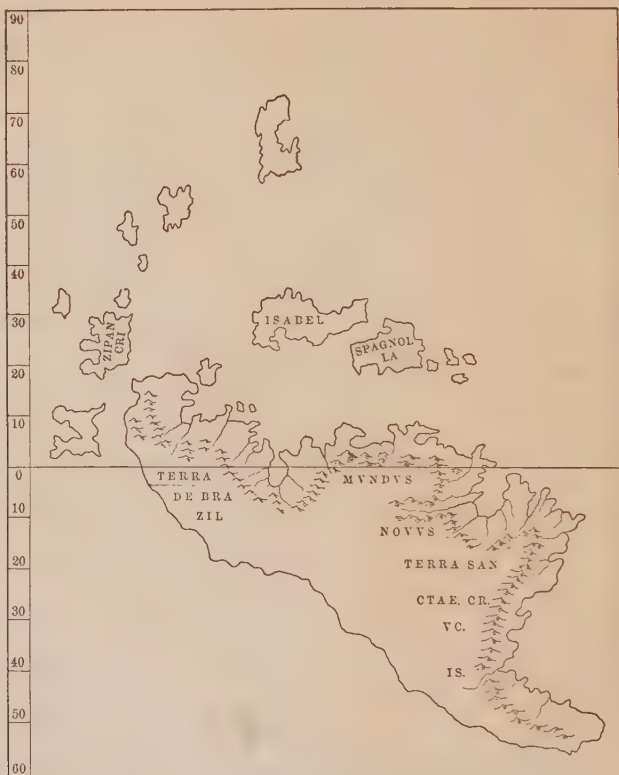 90
80
70
60
50
40
30
20
10
0
10
20
30
40
50
60
ISABEL
ZIPAN
CRI
SPAGNOL
LA
TERRA
DE BRA
ZIL
MVNDVS
NOVVS
TERRA SAN
CTAE. CR.
VC.
IS.